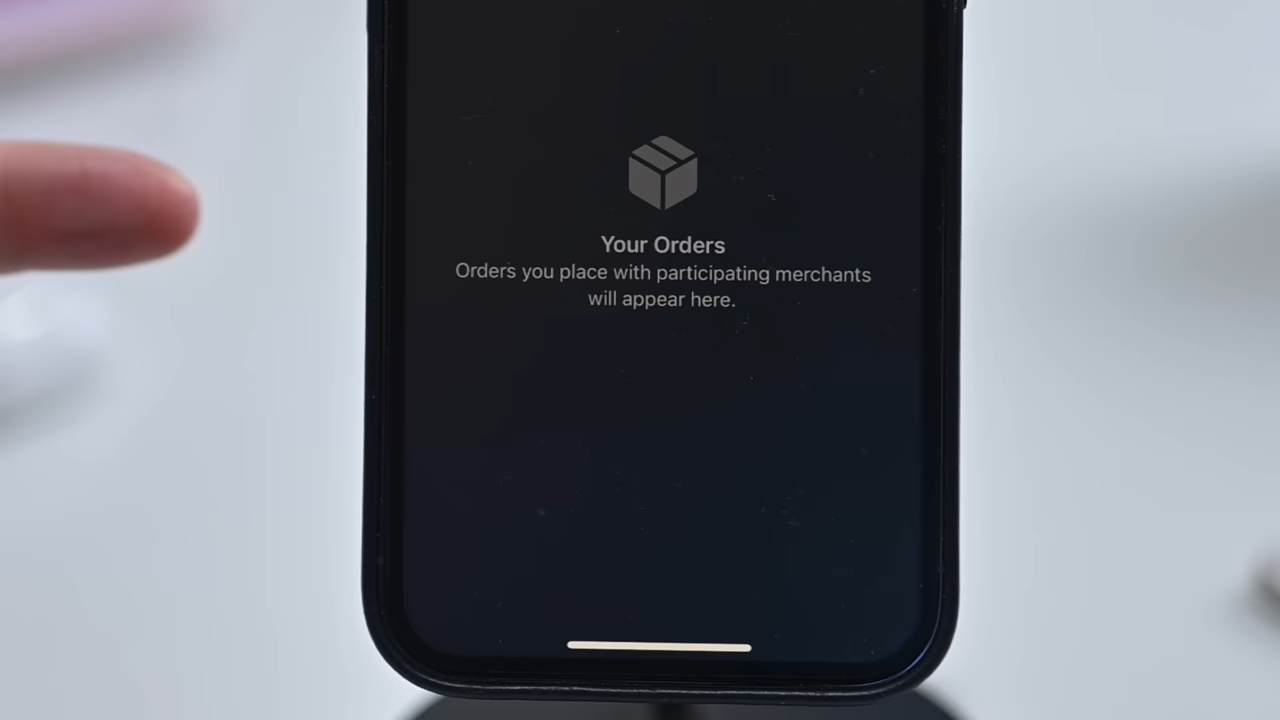 Your Orders
Orders you place with participating merchants
will appear here.